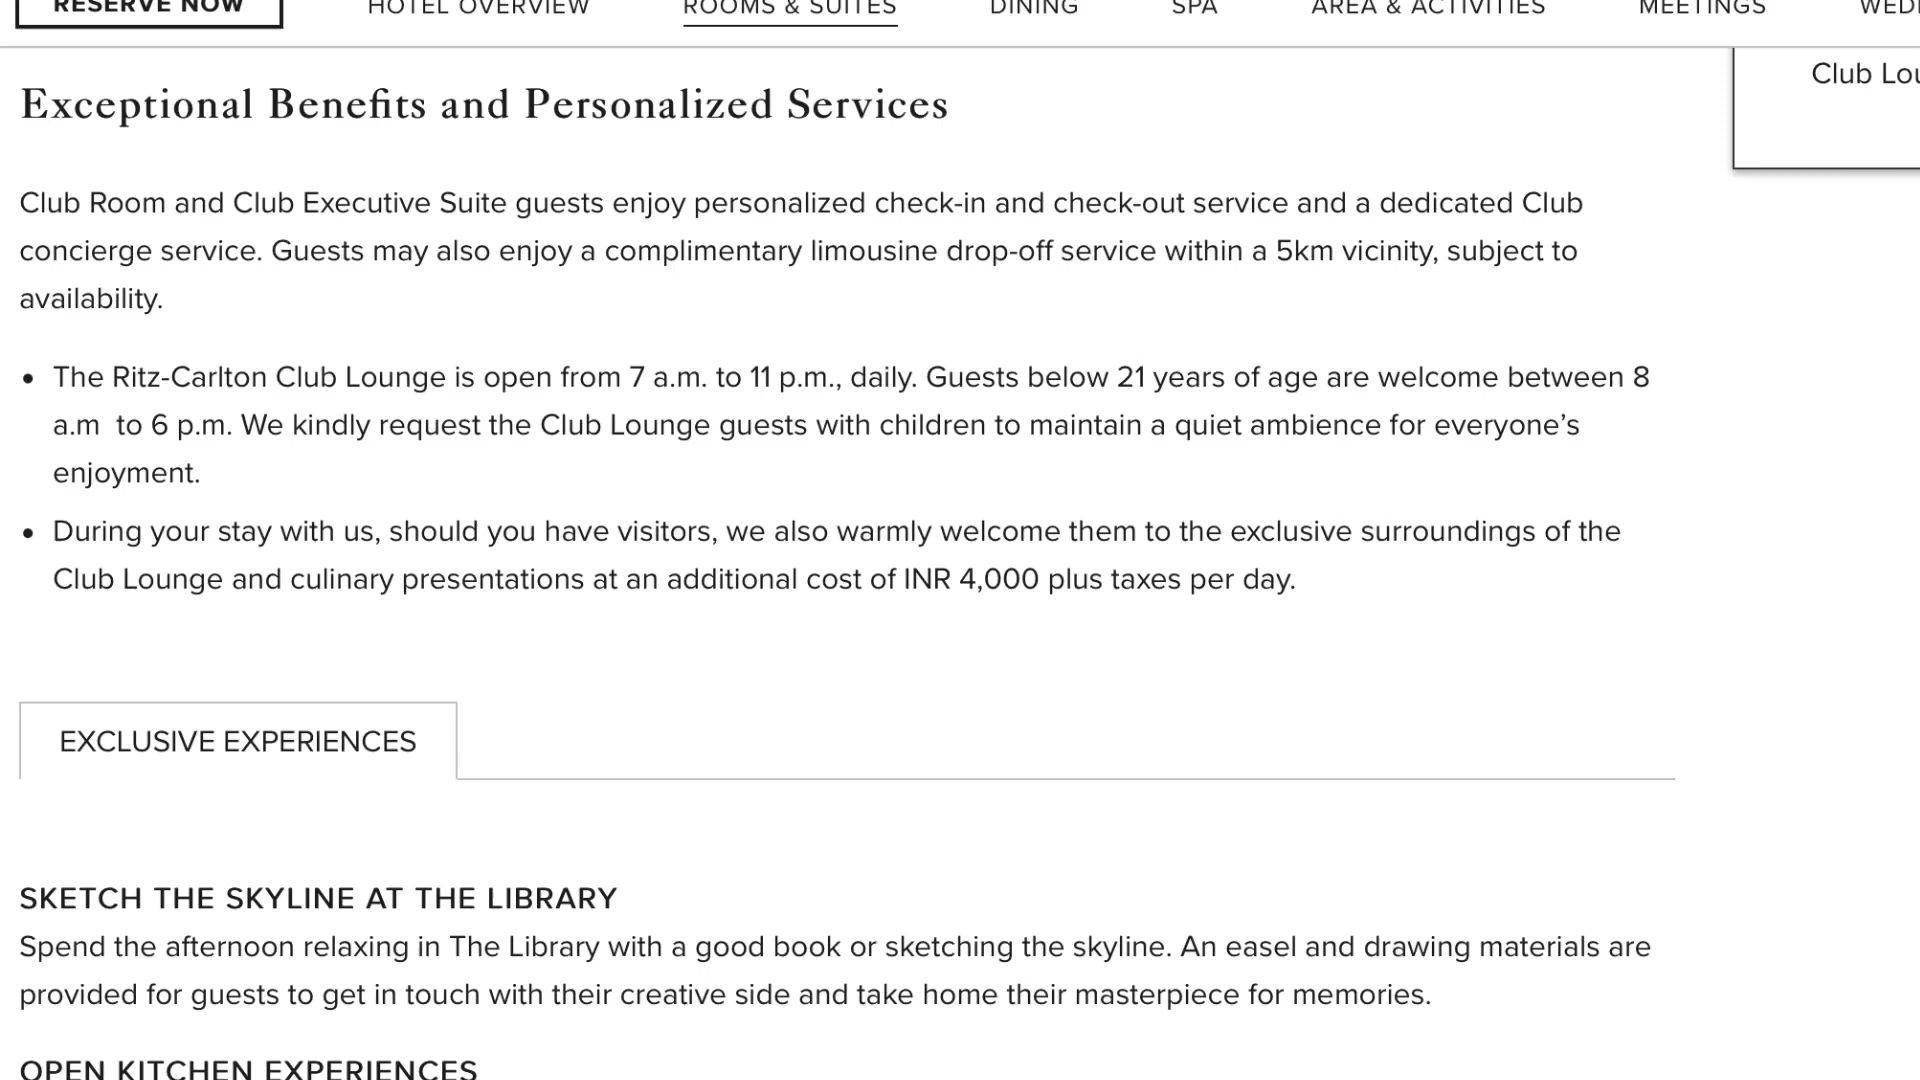 RESERVE NOW HOTEL OVERVIEW ROOMS & SUITES DINING SPA AREA & ACTIVITIES MEETINGS
Club
Exceptional Benefits and Personalized Services
Club Room and Club Executive Suite guests enjoy personalized check-in and check-out service and a dedicated Club
concierge service. Guests may also enjoy a complimentary limousine drop-off service within a 5km vicinity, subject to
availability.
• The Ritz-Carlton Club Lounge is open from 7 a.m. to 11 p.m., daily. Guests below 21 years of age are welcome between 8
a.m  to 6 p.m. We kindly request the Club Lounge guests with children to maintain a quiet ambience for everyone’s
enjoyment.
• During your stay with us, should you have visitors, we also warmly welcome them to the exclusive surroundings of the
Club Lounge and culinary presentations at an additional cost of INR 4,000 plus taxes per day.
EXCLUSIVE EXPERIENCES
SKETCH THE SKYLINE AT THE LIBRARY
Spend the afternoon relaxing in The Library with a good book or sketching the skyline. An easel and drawing materials are
provided for guests to get in touch with their creative side and take home their masterpiece for memories.
OPEN KITCHEN EXPERIENCES